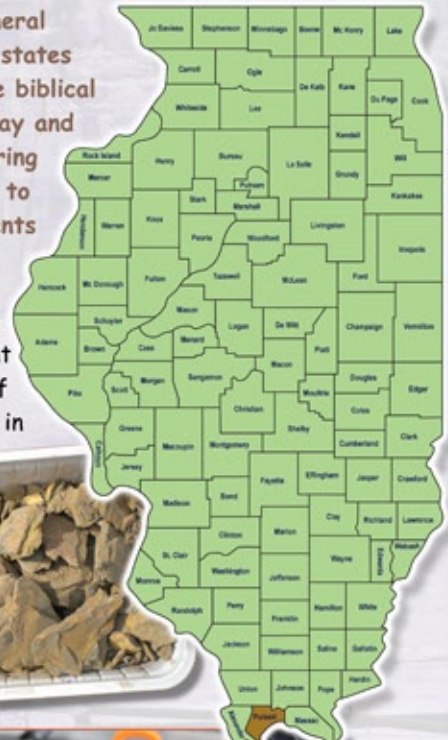 neral
states
e biblical
ay and
ring
to
ents
t
f
in
Jo Daviess Stephenson Winnebago Boone Mc Henry Lake
Carroll Ogle De Kalb Kane Du Page Cook
Whiteside Lee Kendall Will
Rock Island Henry Bureau La Salle Grundy Kankakee
Mercer Putnam
Henderson Warren Knox Stark Marshall Livingston Iroquois
Peoria Woodford
Hancock Mc Donough Fulton Tazewell McLean Ford
Schuyler Mason Logan De Witt Champaign Vermilion
Adams Brown Cass Menard Macon Piatt
Pike Scott Morgan Sangamon Moultrie Douglas Edgar
Christian Coles
Calhoun Greene Macoupin Montgomery Shelby Cumberland Clark
Jersey Fayette Effingham Jasper Crawford
Madison Bond Clay Richland Lawrence
Clinton Marion
St. Clair Washington Wayne Edwards Wabash
Monroe Jefferson
Randolph Perry Hamilton White
Franklin
Jackson Williamson Saline Gallatin
Union Johnson Pope Hardin
Alexander Pulaski Massac